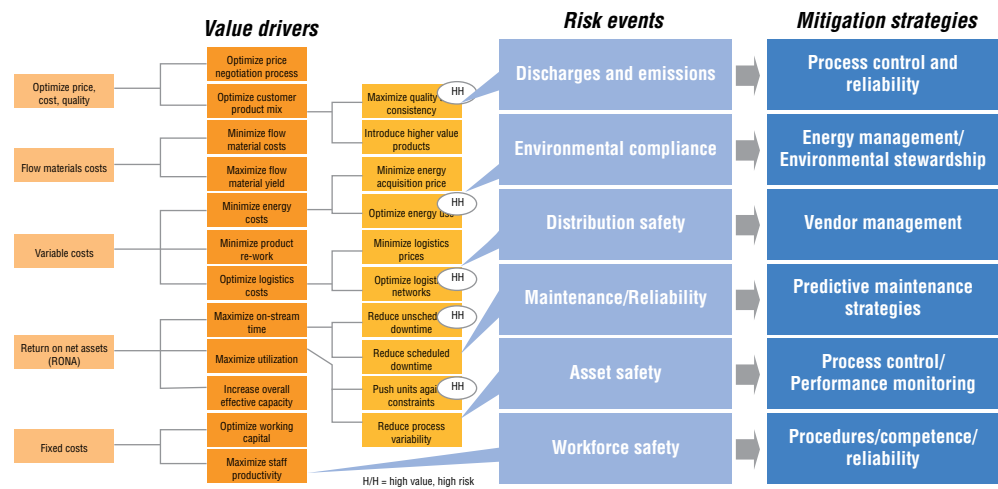 Value drivers
Risk events
Mitigation strategies
Optimize price,
cost, quality
Flow materials costs
Variable costs
Return on net assets
(RONA)
Fixed costs
Optimize price
negotiation process
Optimize customer
product mix
Minimize flow
material costs
Maximize flow
material yield
Minimize energy
costs
Minimize product
re-work
Optimize logistics
costs
Maximize on-stream
time
Maximize utilization
Increase overall
effective capacity
Optimize working
capital
Maximize staff
productivity
Maximize quality
HH
consistency
Introduce higher value
products
Minimize energy
acquisition price
Optimize energy use
HH
Minimize logistics
prices
Optimize logist
HH
networks
Reduce unsched
HH
downtime
Reduce scheduled
downtime
Push units again
HH
constraints
Reduce process
variability
H/H = high value, high risk
Discharges and emissions
Environmental compliance
Distribution safety
Maintenance/Reliability
Asset safety
Workforce safety
Process control and
reliability
Energy management/
Environmental stewardship
Vendor management
Predictive maintenance
strategies
Process control/
Performance monitoring
Procedures/competence/
reliability